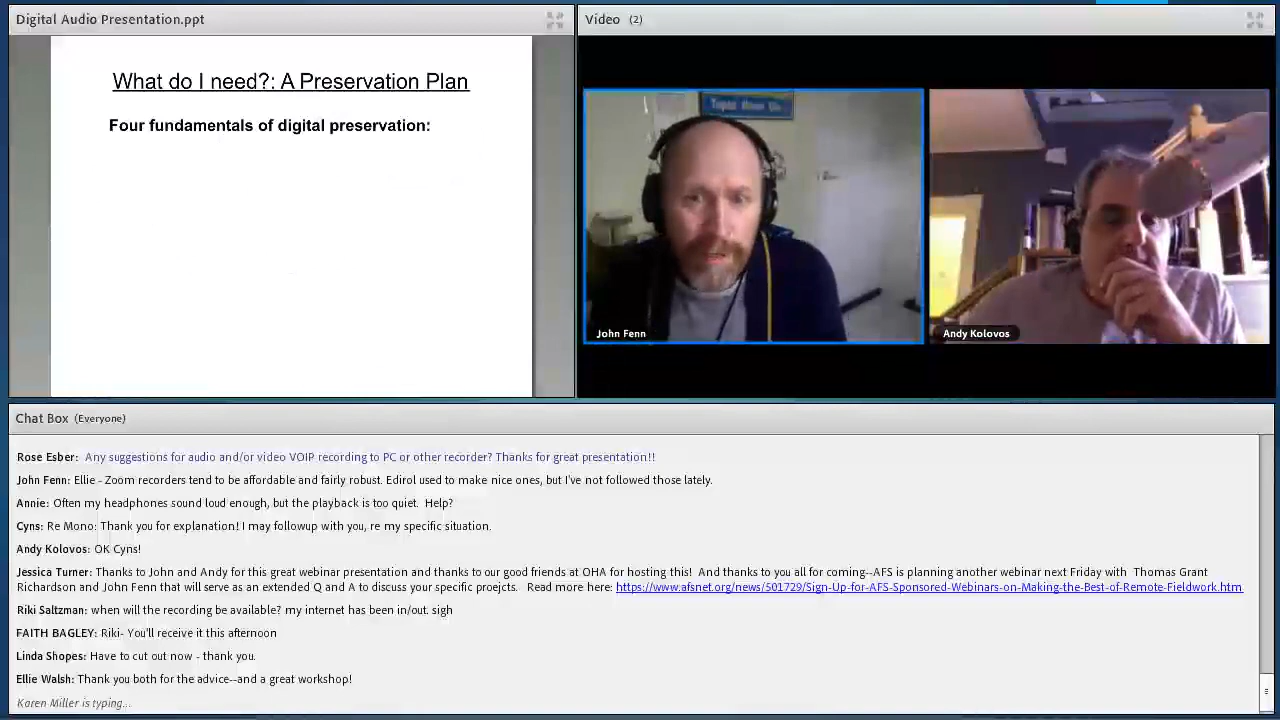 Digital Audio Presentation.ppt
What do I need?: A Preservation Plan
Four fundamentals of digital preservation:
Video (2)
John Fenn
Andy Kolovos
Chat Box (Everyone)
Rose Esber: Any suggestions for audio and/or video VOIP recording to PC or other recorder? Thanks for great presentation!!
John Fenn: Ellie - Zoom recorders tend to be affordable and fairly robust. Edirol used to make nice ones, but I've not followed those lately.
Annie: Often my headphones sound loud enough, but the playback is too quiet. Help?
Cyns: Re Mono: Thank you for explanation! I may followup with you, re my specific situation.
Andy Kolovos: OK Cyns!
Jessica Turner: Thanks to John and Andy for this great webinar presentation and thanks to our good friends at OHA for hosting this! And thanks to you all for coming--AFS is planning another webinar next Friday with Thomas Grant
Richardson and John Fenn that will serve as an extended Q and A to discuss your specific projects. Read more here: https://www.afsnet.org/news/501729/Sign-Up-for-AFS-Sponsored-Webinars-on-Making-the-Best-of-Remote-Fieldwork.htm
Riki Saltzman: when will the recording be available? my internet has been in/out. sigh
FAITH BAGLEY: Riki- You'll receive it this afternoon
Linda Shopes: Have to cut out now - thank you.
Ellie Walsh: Thank you both for the advice--and a great workshop!
Karen Miller is typing...